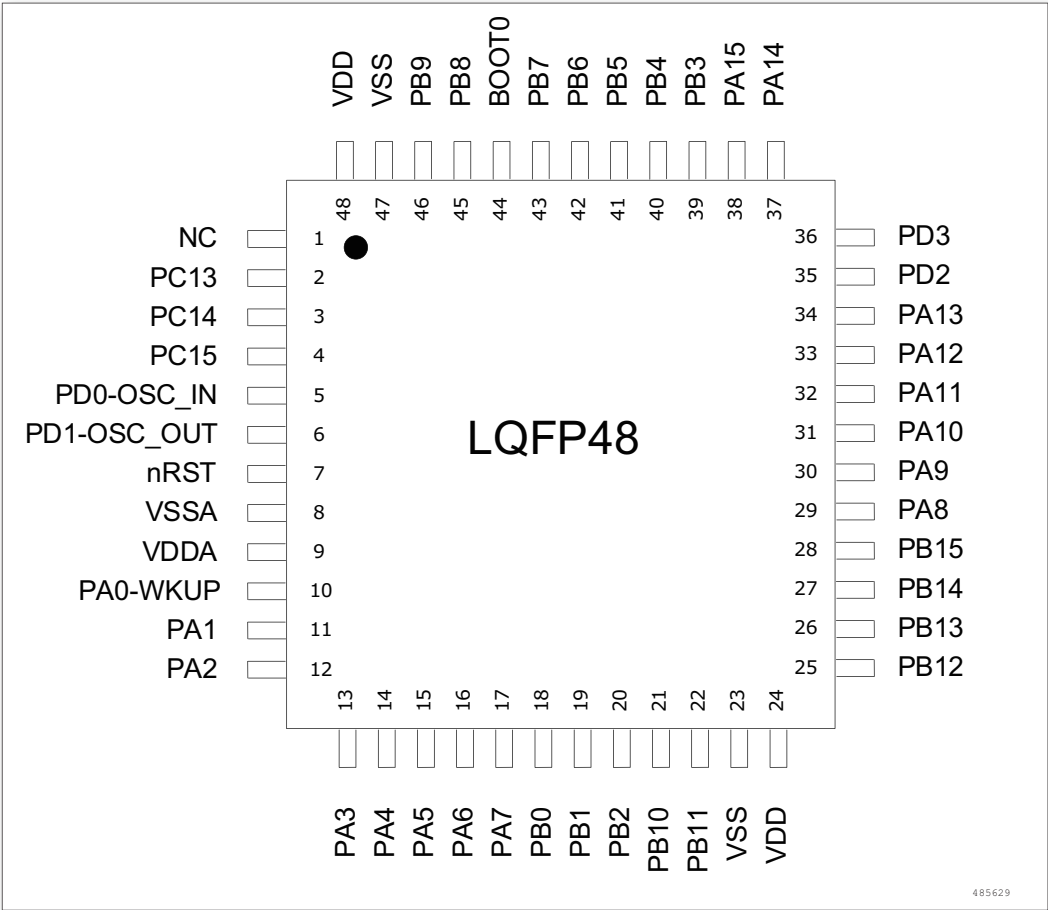 VDD VSS PB9 PB8 BOOT0 PB7 PB6 PB5 PB4 PB3 PA15 PA14
48 47 46 45 44 43 42 41 40 39 38 37
NC 1 36 PD3
PC13 2 35 PD2
PC14 3 34 PA13
PC15 4 33 PA12
PD0-OSC_IN 5 32 PA11
PD1-OSC_OUT 6 LQFP48 31 PA10
nRST 7 30 PA9
VSSA 8 29 PA8
VDDA 9 28 PB15
PA0-WKUP 10 27 PB14
PA1 11 26 PB13
PA2 12 25 PB12
13 14 15 16 17 18 19 20 21 22 23 24
PA3 PA4 PA5 PA6 PA7 PB0 PB1 PB2 PB10 PB11 VSS VDD
485629